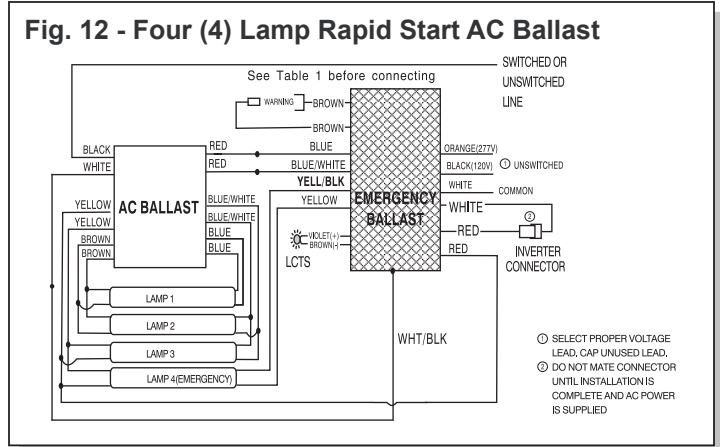 Fig. 12 - Four (4) Lamp Rapid Start AC Ballast
SWITCHED OR
UNSWITCHED
LINE
See Table 1 before connecting
WARNING
BROWN
BROWN
BLACK
WHITE
RED
RED
BLUE
BLUE/WHITE
YELL/BLK
YELLOW
ORANGE(277V)
BLACK(120V)
① UNSWITCHED
WHITE
COMMON
WHITE
RED
②
RED
INVERTER
CONNECTOR
EMERGENCY
BALLAST
AC BALLAST
YELLOW
YELLOW
BROWN
BROWN
BLUE/WHITE
BLUE/WHITE
BLUE
BLUE
VIOLET(+)
BROWN(-)
LCTS
LAMP 1
LAMP 2
LAMP 3
LAMP 4(EMERGENCY)
WHT/BLK
① SELECT PROPER VOLTAGE
LEAD, CAP UNUSED LEAD,
② DO NOT MATE CONNECTOR
UNTIL INSTALLATION IS
COMPLETE AND AC POWER
IS SUPPLIED